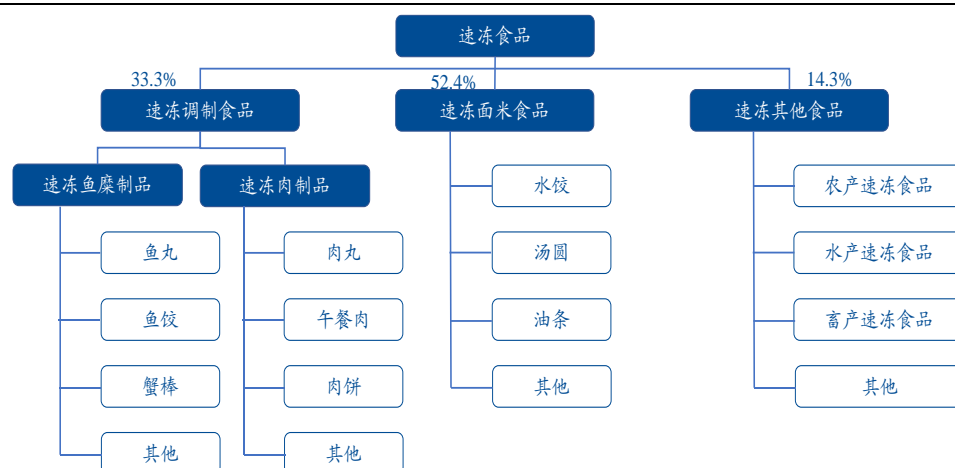 速冻食品
33.3%
52.4%
14.3%
速冻调制食品
速冻面米食品
速冻其他食品
速冻鱼糜制品
速冻肉制品
水饺
农产速冻食品
鱼丸
肉丸
汤圆
水产速冻食品
鱼饺
午餐肉
油条
畜产速冻食品
蟹棒
肉饼
其他
其他
其他
其他